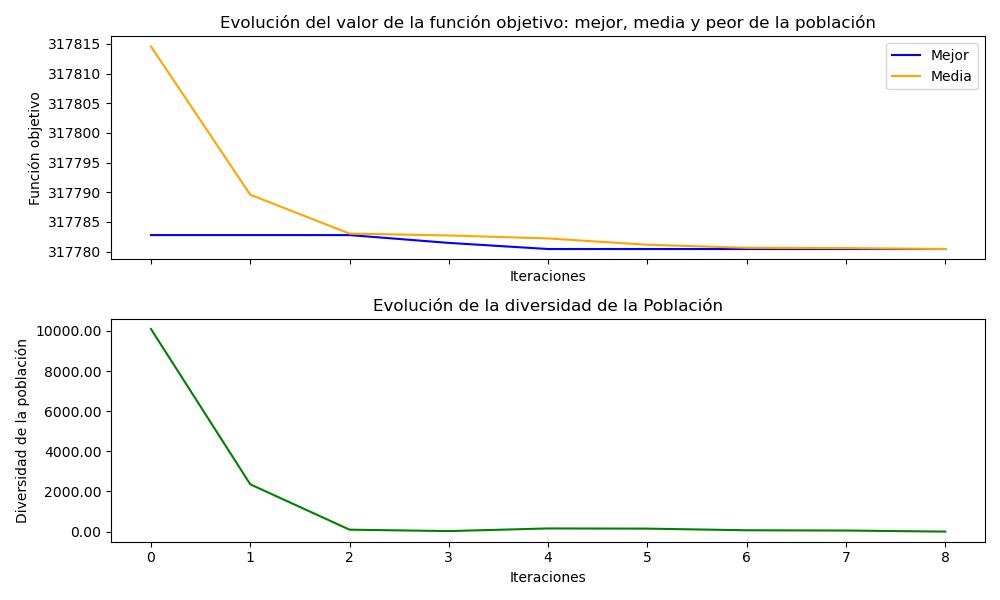 Evolución del valor de la función objetivo: mejor, media y peor de la población
317815
317810
317805
317800
317795
317790
317785
317780
Función objetivo
Mejor
Media
Iteraciones
Evolución de la diversidad de la Población
10000.00
8000.00
6000.00
4000.00
2000.00
0.00
Diversidad de la población
0 1 2 3 4 5 6 7 8
Iteraciones